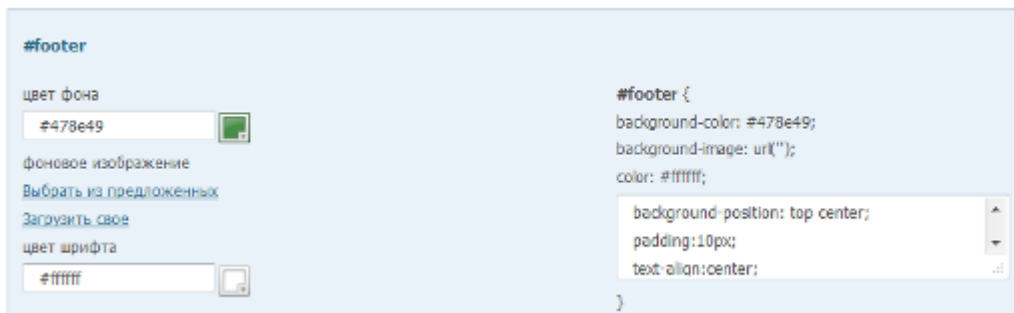 #footer
цвет фона
#478e49
фоновое изображение
Выбрать из предложенных
Загрузить свое
цвет шрифта
#ffffff
#footer {
background-color: #478e49;
background-image: url('');
color: #ffffff;
background-position: top center;
padding:10px;
text-align:center;
}